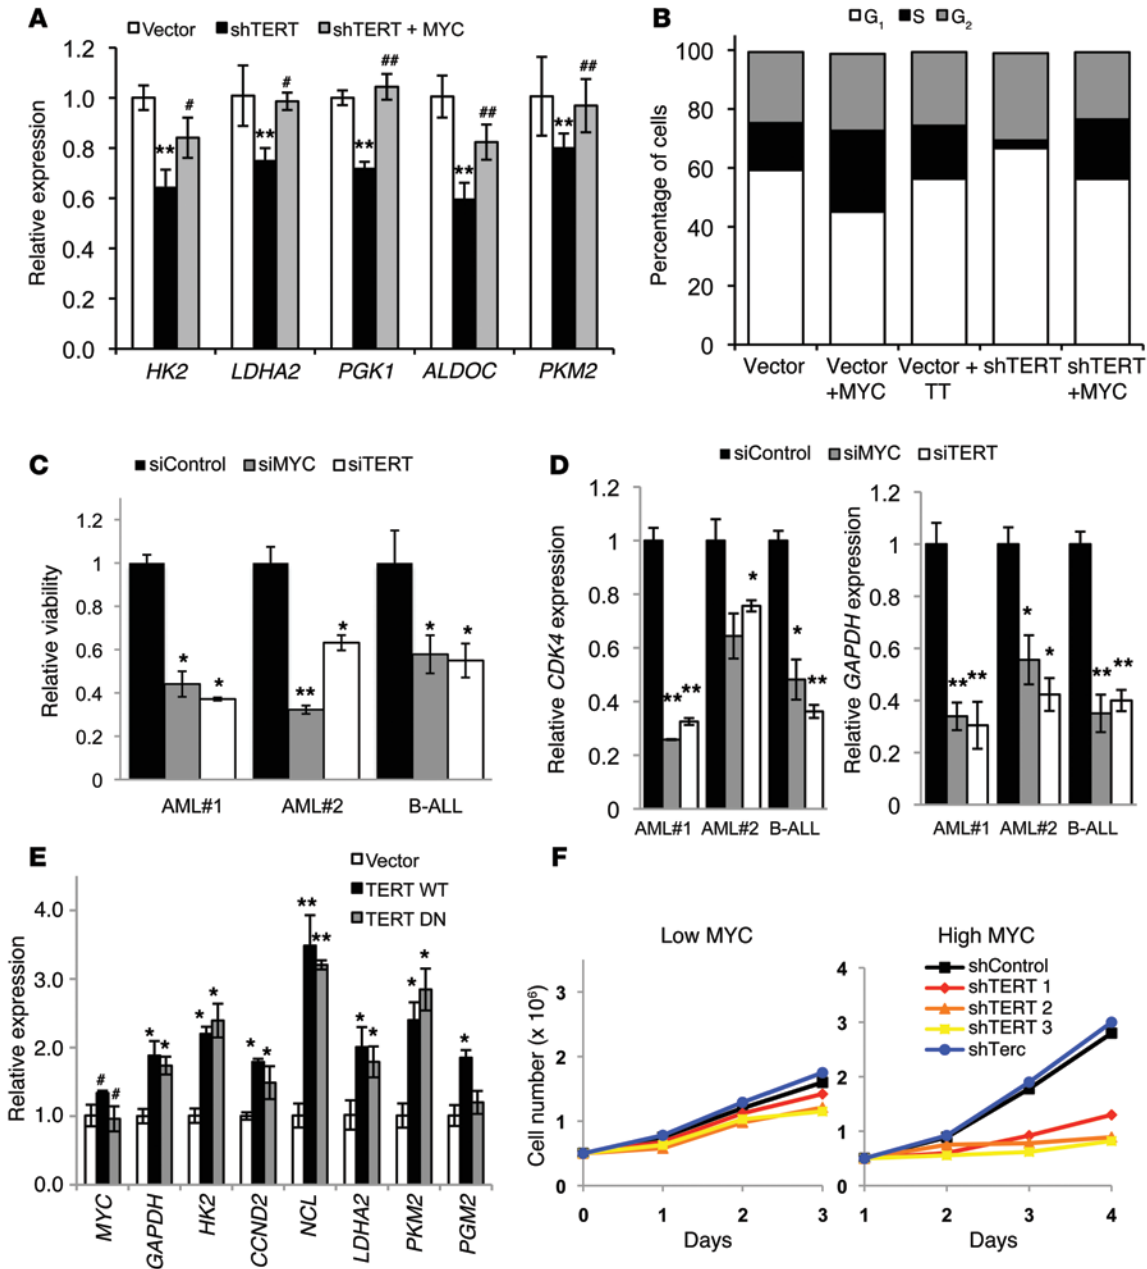 A
Vector shTERT shTERT + MYC
Relative expression
1.2
1.0
0.8
0.6
0.4
0.2
0.0
** #
** #
** ##
** ##
** ##
HK2 LDHA2 PGK1 ALDOC PKM2
B
G1 S G2
Percentage of cells
100
80
60
40
20
0
Vector Vector Vector + shTERT shTERT
+MYC TT +MYC
C
siControl siMYC siTERT
Relative viability
1.2
1
0.8
0.6
0.4
0.2
0
* *
** *
* *
AML#1 AML#2 B-ALL
D
siControl siMYC siTERT
Relative CDK4 expression
1.2
1
0.8
0.6
0.4
0.2
0
** **
*
* **
AML#1 AML#2 B-ALL
Relative GAPDH expression
1.2
1
0.8
0.6
0.4
0.2
0
** **
* *
** **
AML#1 AML#2 B-ALL
E
Vector
TERT WT
TERT DN
Relative expression
4.0
3.0
2.0
1.0
0.0
# #
* *
* *
* *
** **
* *
* *
*
MYC GAPDH HK2 CCND2 NCL LDHA2 PKM2 PGM2
F
Low MYC
Cell number (x 10⁶)
3
2
1
0
0 1 2 3
Days
High MYC
shControl
shTERT 1
shTERT 2
shTERT 3
shTerc
4
3
2
1
0
1 2 3 4
Days